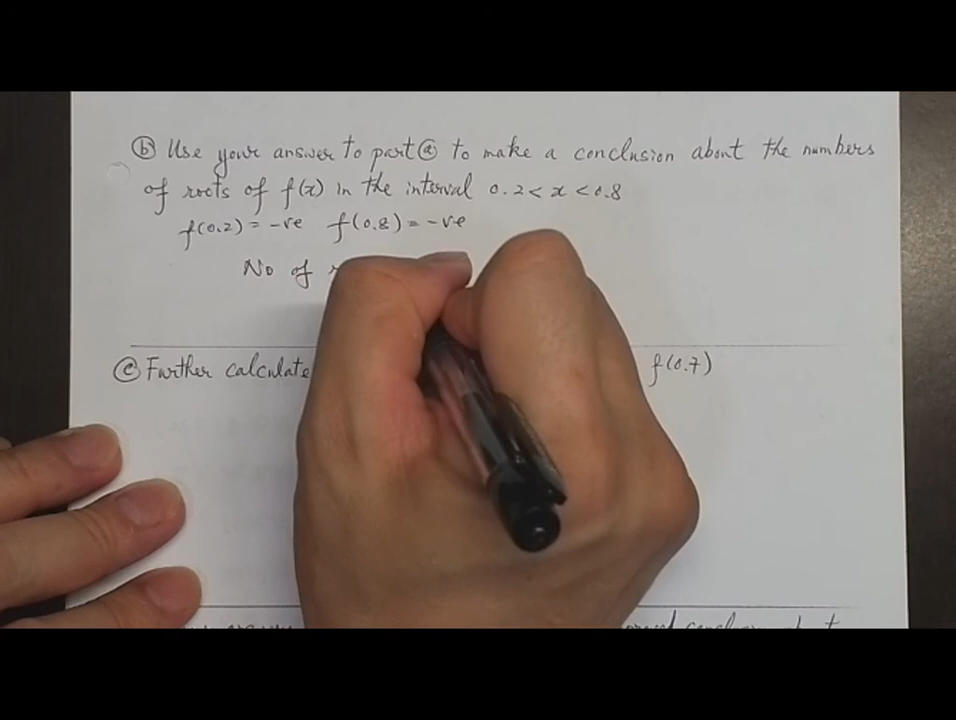 ⓑ Use your answer to part ⓐ to make a conclusion about the numbers
of roots of f(x) in the interval 0.2 < x < 0.8
f(0.2) = -ve f(0.8) = -ve
No of
ⓒ Further calculate f(0.7)